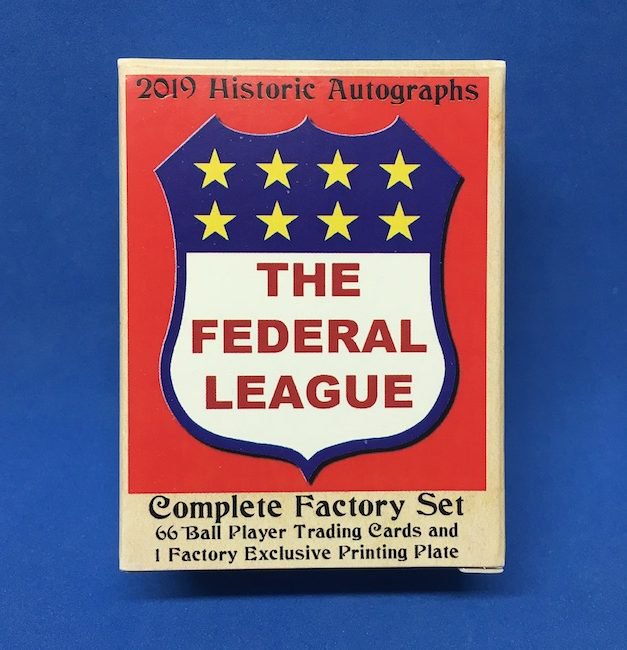 2019 Historic Autographs
THE
FEDERAL
LEAGUE
Complete Factory Set
66 Ball Player Trading Cards and
1 Factory Exclusive Printing Plate